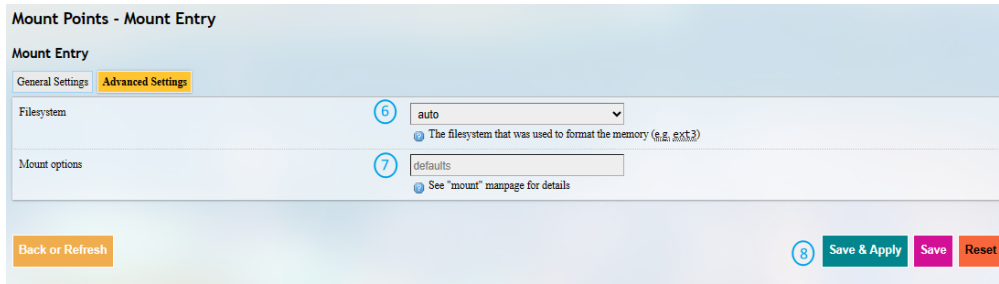 Mount Points - Mount Entry
Mount Entry
General Settings Advanced Settings
Filesystem 6 auto
The filesystem that was used to format the memory (e.g. ext3)
Mount options 7 defaults
See "mount" manpage for details
Back or Refresh 8 Save & Apply Save Reset